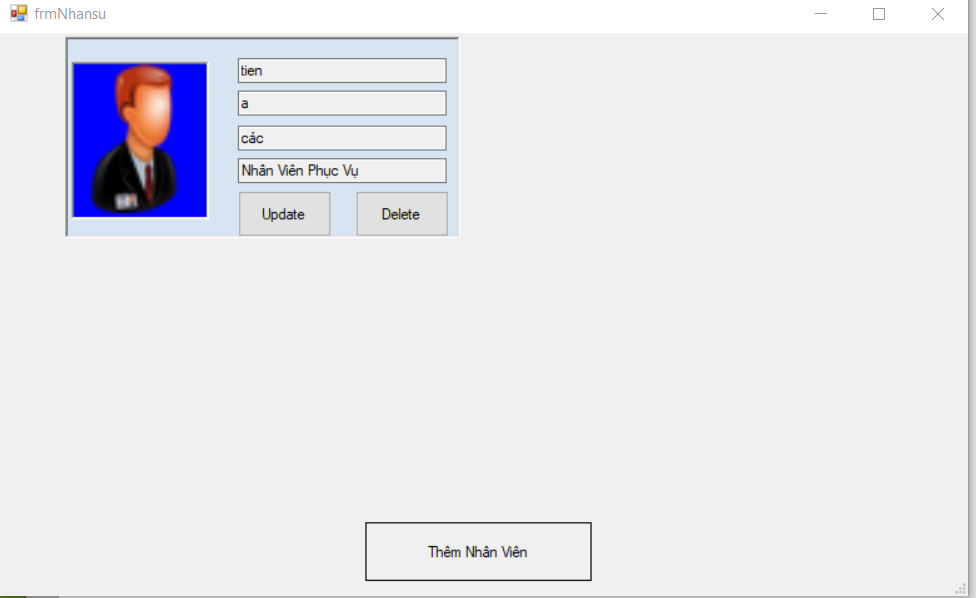 frmNhansu
tien
a
các
Nhân Viên Phục Vụ
Update Delete
Thêm Nhân Viên